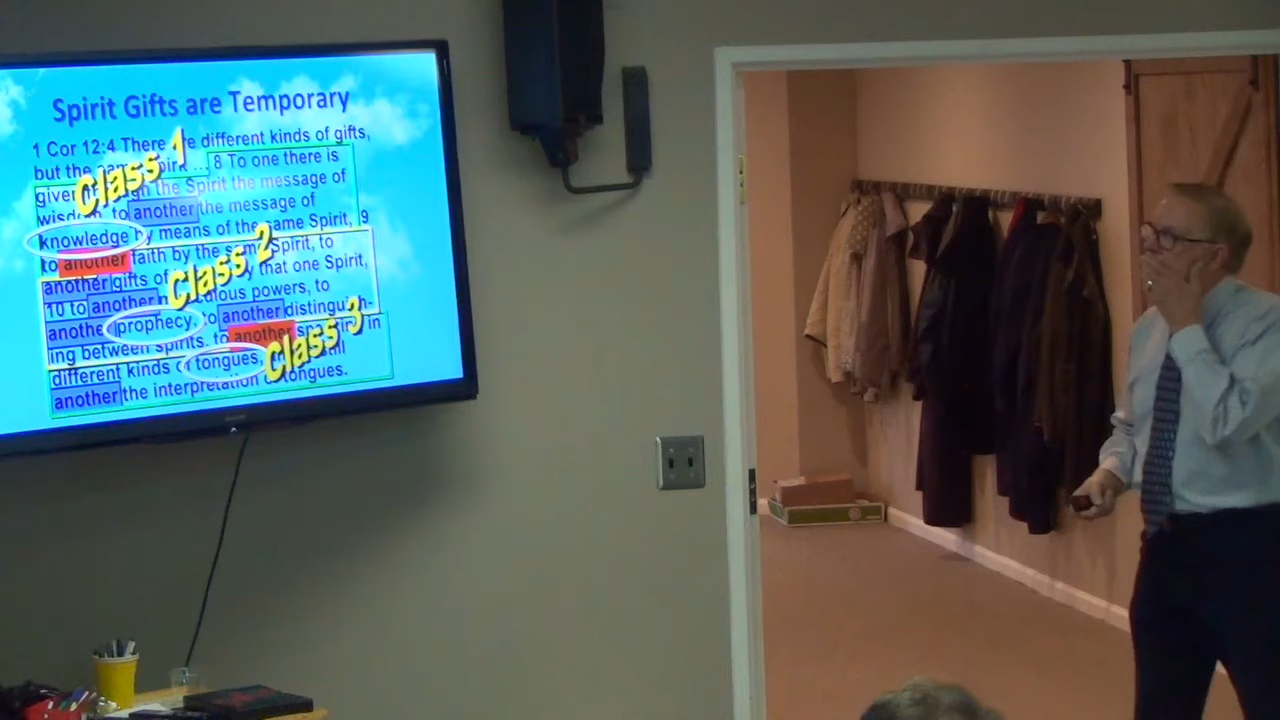 Spirit Gifts are Temporary
1 Cor 12:4 There are different kinds of gifts,
but the same Spirit ... 8 To one there is
Class 1
given through the Spirit the message of
wisdom, to another the message of
knowledge by means of the same Spirit, 9
to another faith by the same Spirit, to
Class 2
another gifts of that one Spirit,
10 to another miraculous powers, to
another prophecy, to another distinguish-
ing between spirits, to another speaking in
Class 3
different kinds of tongues, still
another the interpretation of tongues.